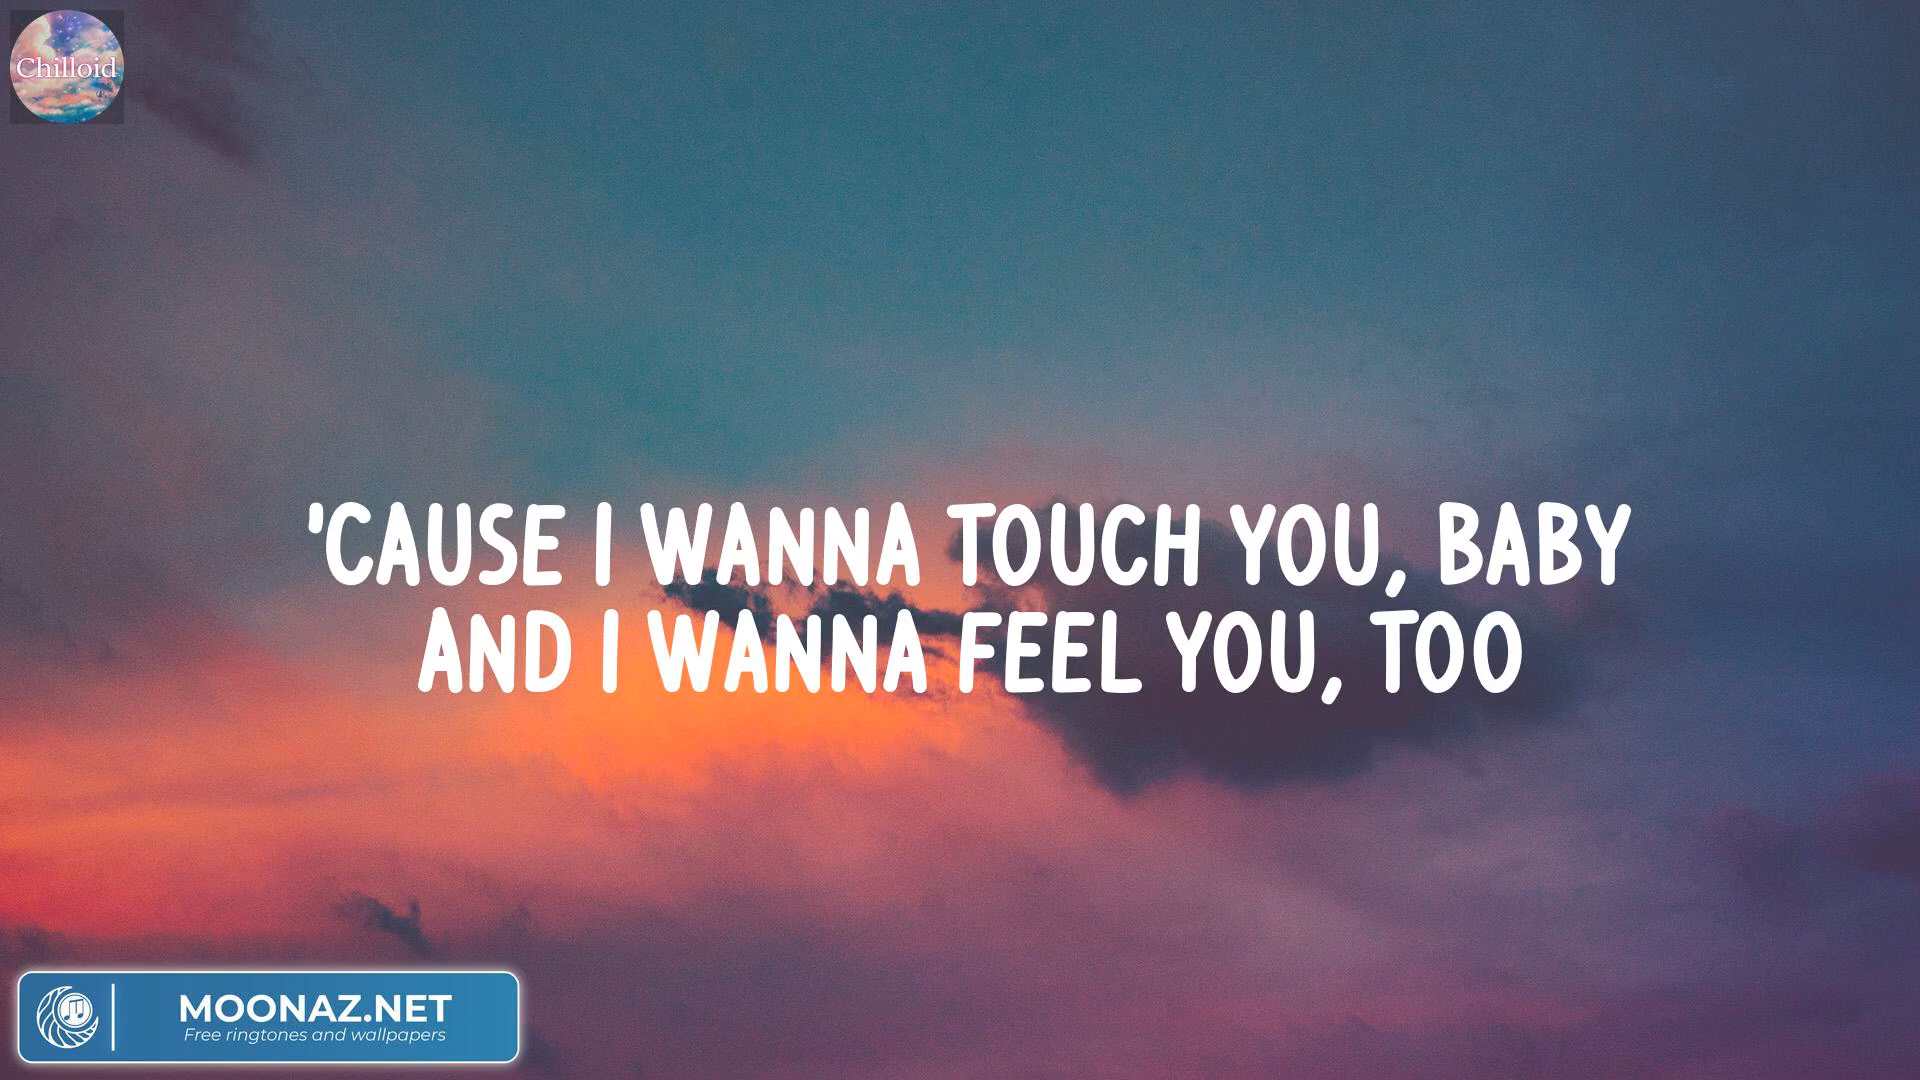 Chilloid
'CAUSE I WANNA TOUCH YOU, BABY
AND I WANNA FEEL YOU, TOO
MOONAZ.NET
Free ringtones and wallpapers